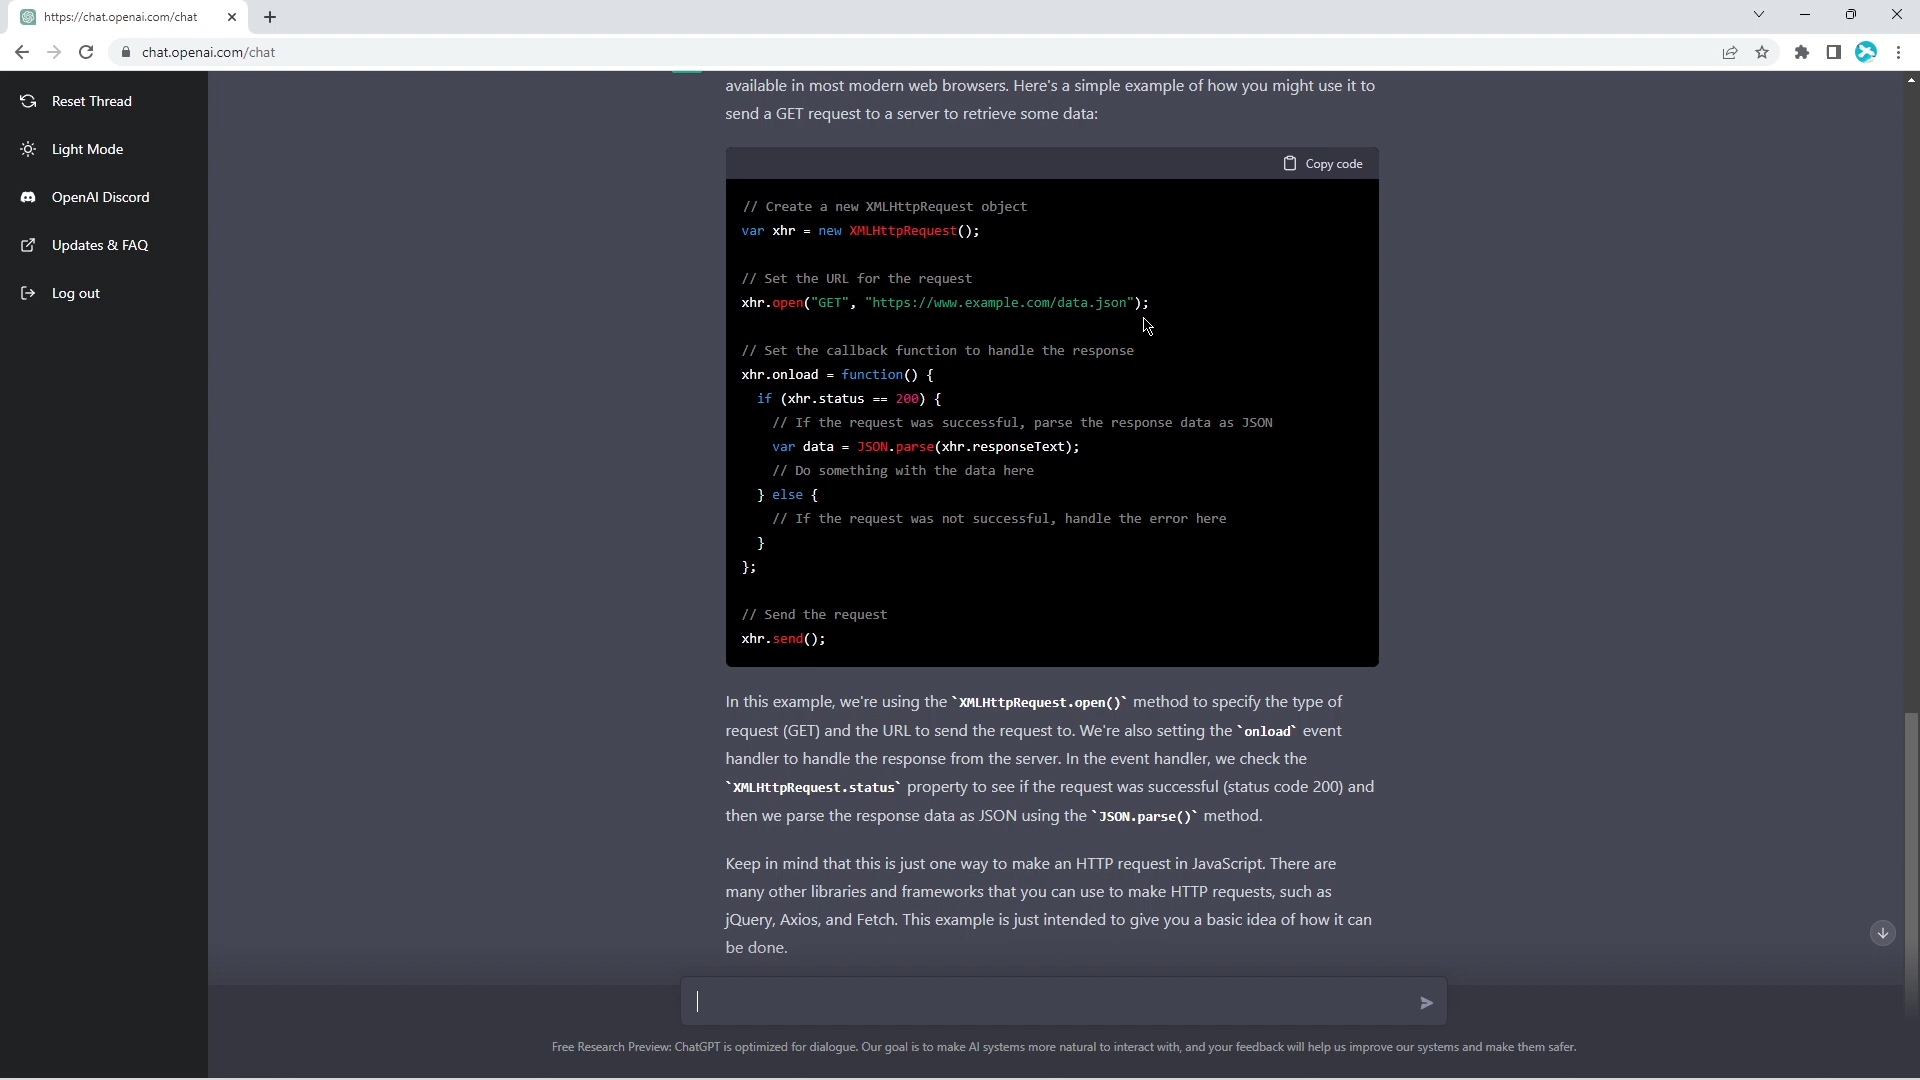 https://chat.openai.com/chat
chat.openai.com/chat
Reset Thread
Light Mode
OpenAI Discord
Updates & FAQ
Log out
available in most modern web browsers. Here's a simple example of how you might use it to
send a GET request to a server to retrieve some data:
Copy code
// Create a new XMLHttpRequest object
var xhr = new XMLHttpRequest();
// Set the URL for the request
xhr.open("GET", "https://www.example.com/data.json");
// Set the callback function to handle the response
xhr.onload = function() {
if (xhr.status == 200) {
// If the request was successful, parse the response data as JSON
var data = JSON.parse(xhr.responseText);
// Do something with the data here
} else {
// If the request was not successful, handle the error here
}
};
// Send the request
xhr.send();
In this example, we're using the `XMLHttpRequest.open()` method to specify the type of
request (GET) and the URL to send the request to. We're also setting the `onload` event
handler to handle the response from the server. In the event handler, we check the
`XMLHttpRequest.status` property to see if the request was successful (status code 200) and
then we parse the response data as JSON using the `JSON.parse()` method.
Keep in mind that this is just one way to make an HTTP request in JavaScript. There are
many other libraries and frameworks that you can use to make HTTP requests, such as
jQuery, Axios, and Fetch. This example is just intended to give you a basic idea of how it can
be done.
Free Research Preview: ChatGPT is optimized for dialogue. Our goal is to make AI systems more natural to interact with, and your feedback will help us improve our systems and make them safer.